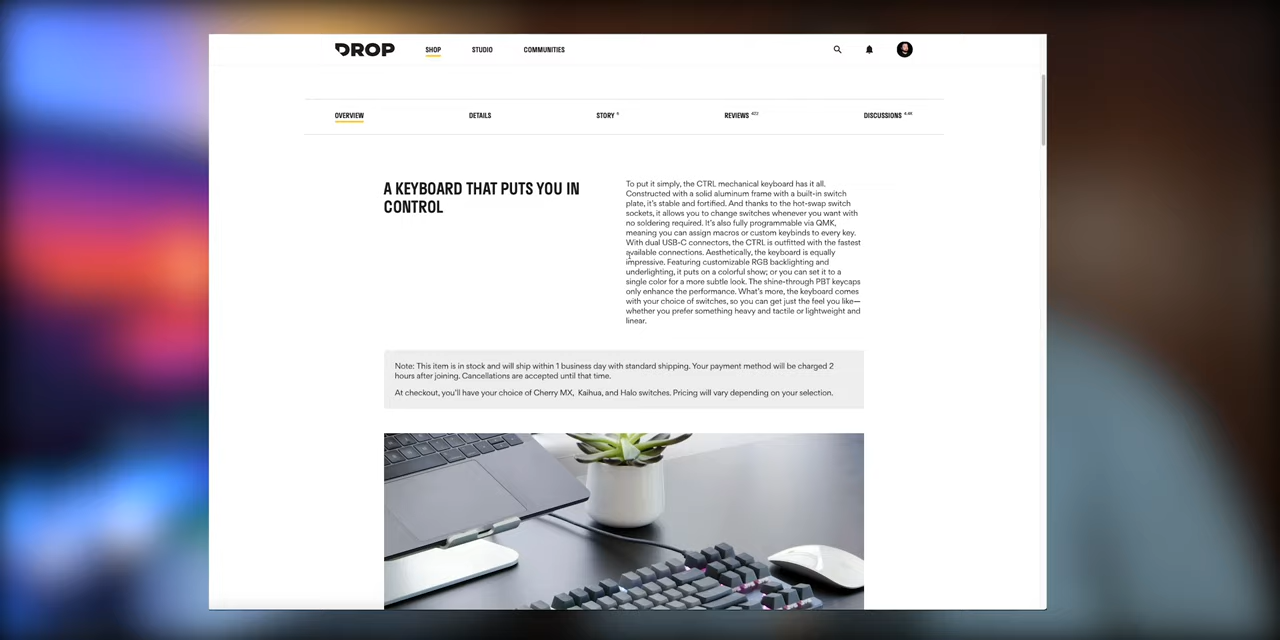 DROP
SHOP
STUDIO
COMMUNITIES
OVERVIEW
DETAILS
STORY 6
REVIEWS 422
DISCUSSIONS 4.4K
A KEYBOARD THAT PUTS YOU IN
CONTROL
To put it simply, the CTRL mechanical keyboard has it all.
Constructed with a solid aluminum frame with a built-in switch
plate, it's stable and fortified. And thanks to the hot-swap switch
sockets, it allows you to change switches whenever you want with
no soldering required. It's also fully programmable via QMK,
meaning you can assign macros or custom keybinds to every key.
With dual USB-C connectors, the CTRL is outfitted with the fastest
available connections. Aesthetically, the keyboard is equally
impressive. Featuring customizable RGB backlighting and
underlighting, it puts on a colorful show; or you can set it to a
single color for a more subtle look. The shine-through PBT keycaps
only enhance the performance. What's more, the keyboard comes
with your choice of switches, so you can get just the feel you like—
whether you prefer something heavy and tactile or lightweight and
linear.
Note: This item is in stock and will ship within 1 business day with standard shipping. Your payment method will be charged 2
hours after joining. Cancellations are accepted until that time.
At checkout, you'll have your choice of Cherry MX, Kaihua, and Halo switches. Pricing will vary depending on your selection.